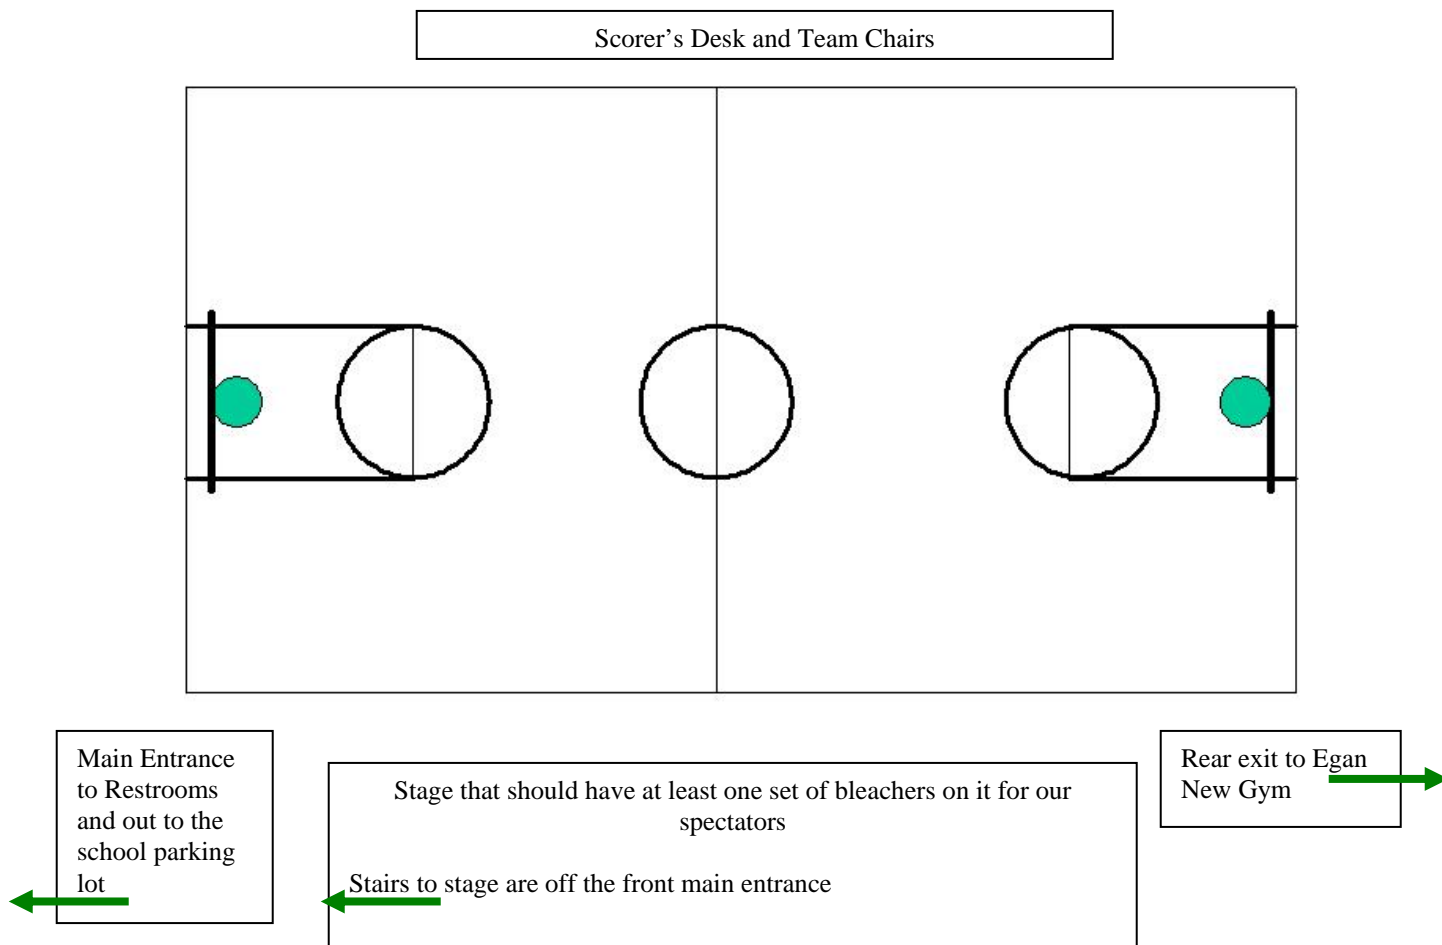 Scorer’s Desk and Team Chairs
Main Entrance
to Restrooms
and out to the
school parking
lot
Stage that should have at least one set of bleachers on it for our
spectators
Stairs to stage are off the front main entrance
Rear exit to Egan
New Gym